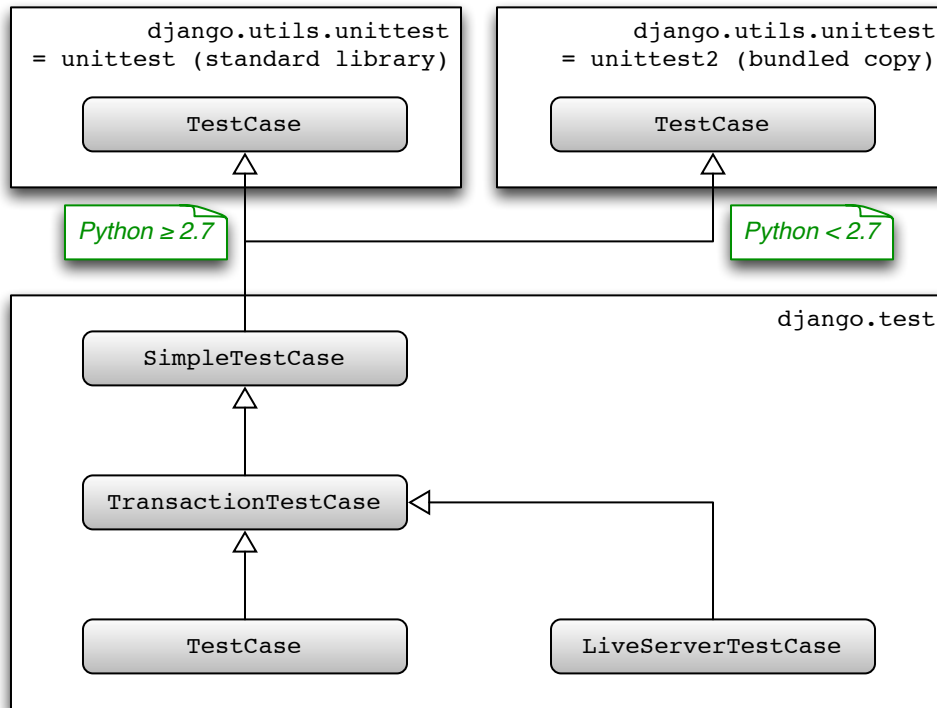 django.utils.unittest
= unittest (standard library)
TestCase
django.utils.unittest
= unittest2 (bundled copy)
TestCase
Python ≥ 2.7
Python < 2.7
django.test
SimpleTestCase
TransactionTestCase
TestCase
LiveServerTestCase